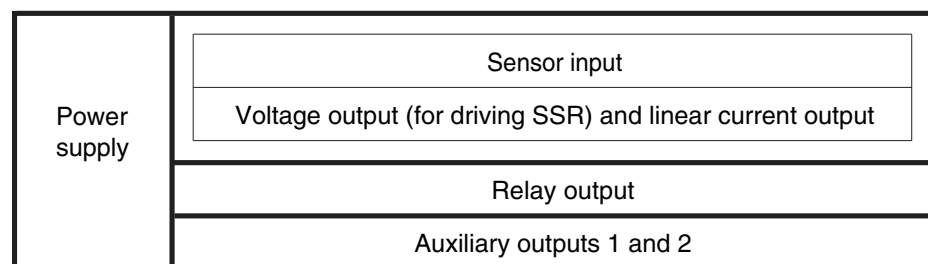 Power
supply
Sensor input
Voltage output (for driving SSR) and linear current output
Relay output
Auxiliary outputs 1 and 2